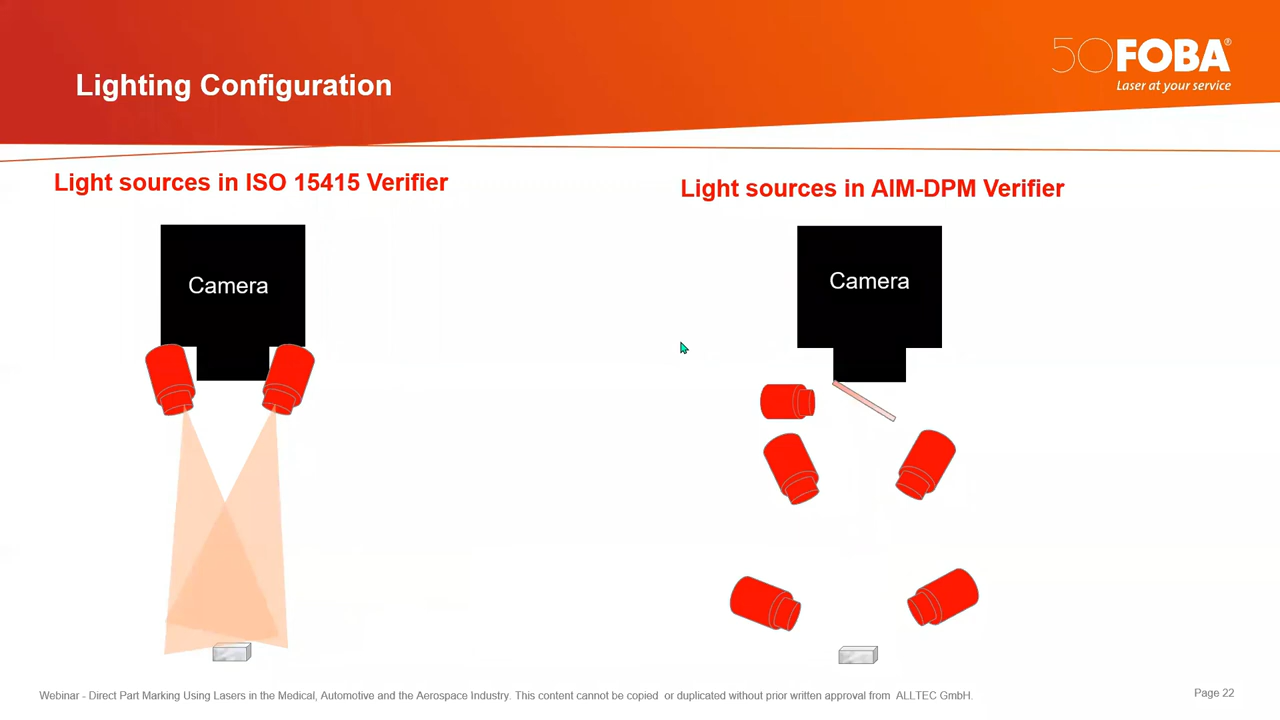 Lighting Configuration
50 FOBA®
Laser at your service
Light sources in ISO 15415 Verifier
Light sources in AIM-DPM Verifier
Camera
Camera
Webinar - Direct Part Marking Using Lasers in the Medical, Automotive and the Aerospace Industry. This content cannot be copied or duplicated without prior written approval from ALLTEC GmbH.
Page 22